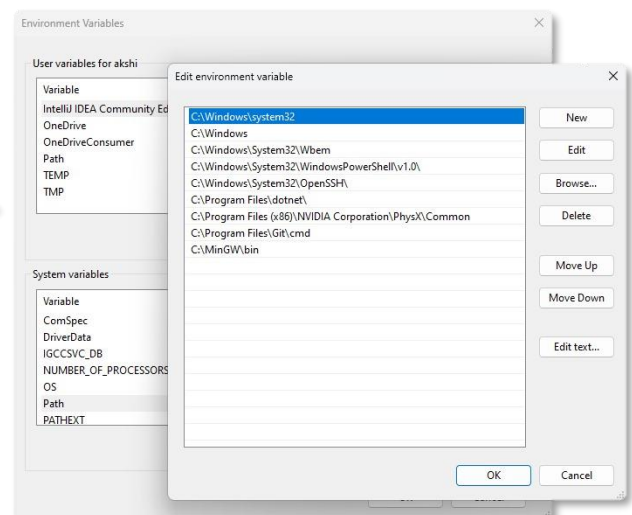 Environment Variables
User variables for akshi
Variable
IntelliJ IDEA Community Ed
OneDrive
OneDriveConsumer
Path
TEMP
TMP
System variables
Variable
ComSpec
DriverData
IGCCSVC_DB
NUMBER_OF_PROCESSORS
OS
Path
PATHEXT
Edit environment variable
C:\Windows\system32
C:\Windows
C:\Windows\System32\Wbem
C:\Windows\System32\WindowsPowerShell\v1.0\
C:\Windows\System32\OpenSSH\
C:\Program Files\dotnet\
C:\Program Files (x86)\NVIDIA Corporation\PhysX\Common
C:\Program Files\Git\cmd
C:\MinGW\bin
New
Edit
Browse...
Delete
Move Up
Move Down
Edit text...
OK
Cancel